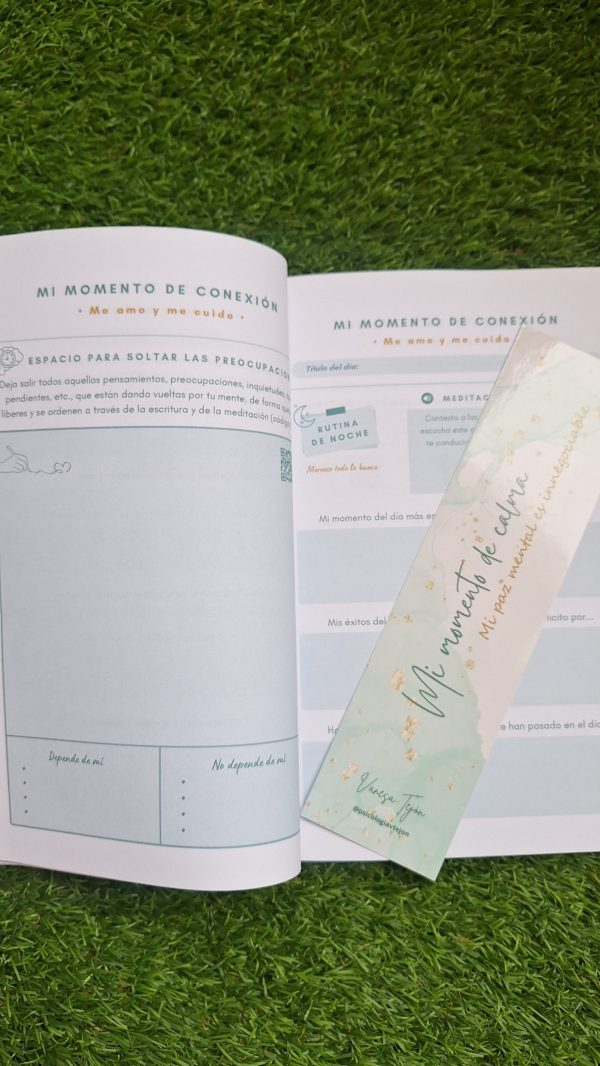 MI MOMENTO DE CONEXIÓN
• Me amo y me cuido •
ESPACIO PARA SOLTAR LAS PREOCUPACION
Deja salir todos aquellos pensamientos, preocupaciones, inquietudes,
pendientes, etc., que están dando vueltas por tu mente, de forma que
liberes y se ordenen a través de la escritura y de la meditación (código
Depende de mí
No depende de mí
MI MOMENTO DE CONEXIÓN
• Me amo y me cuido
Título del día:
RUTINA
DE NOCHE
Merezco todo lo bueno
MEDITAC
Contesta a las
escucha este
te conducir
Mi momento del día más es
Mis éxitos del
licito por...
e han pasado en el día
Mi momento de calma
Mi paz mental es innegociable
Vanesa Tejón
@psicologiavtejon